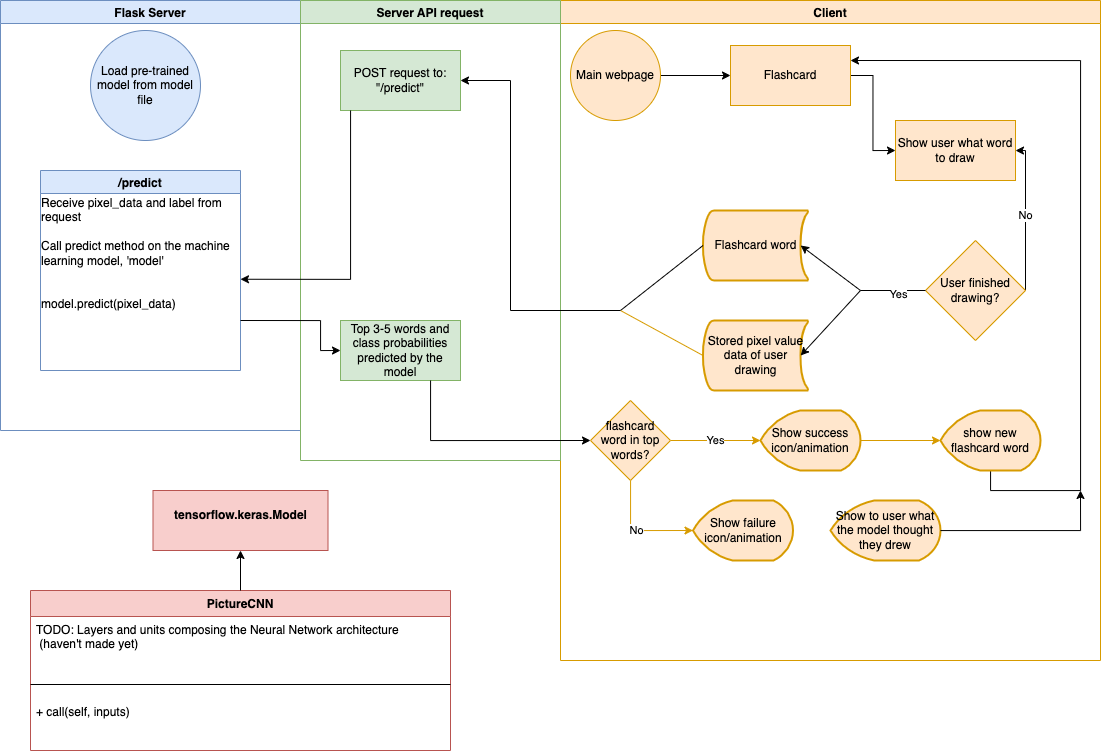 Flask Server
Server API request
Client
Load pre-trained
model from model
file
POST request to:
"/predict"
Main webpage
Flashcard
Show user what word
to draw
/predict
Receive pixel_data and label from
request
Call predict method on the machine
learning model, 'model'
model.predict(pixel_data)
No
Flashcard word
User finished
drawing?
Yes
Top 3-5 words and
class probabilities
predicted by the
model
Stored pixel value
data of user
drawing
flashcard
word in top
words?
Yes
Show success
icon/animation
show new
flashcard word
No
Show failure
icon/animation
Show to user what
the model thought
they drew
tensorflow.keras.Model
PictureCNN
TODO: Layers and units composing the Neural Network architecture
(haven't made yet)
+ call(self, inputs)